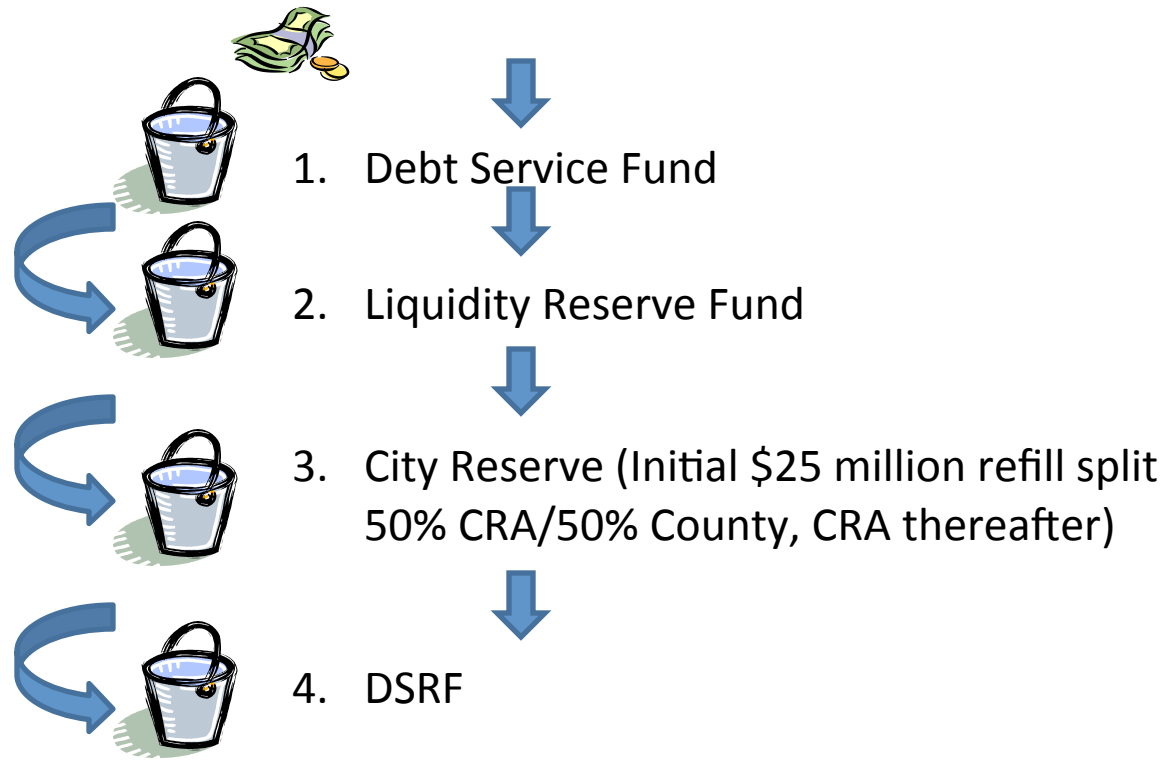 1. Debt Service Fund
2. Liquidity Reserve Fund
3. City Reserve (Initial $25 million refill split
50% CRA/50% County, CRA thereafter)
4. DSRF